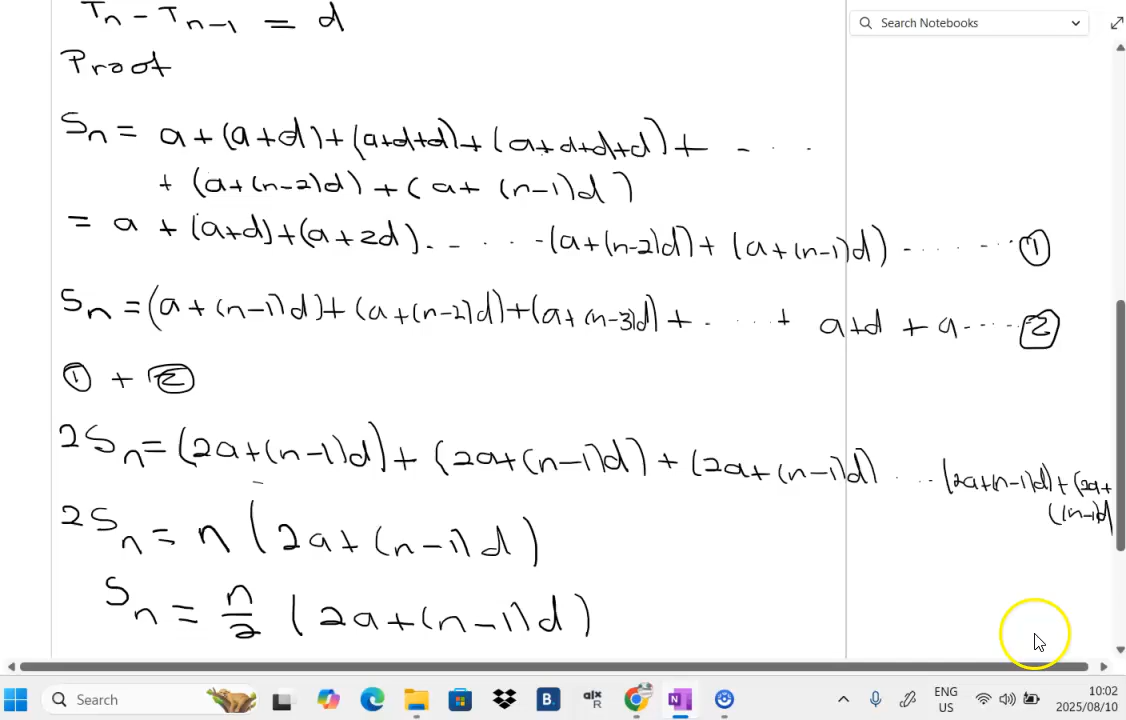 Tn - Tn-1 = d
Search Notebooks
Proof
Sn = a + (a+d) + (a+d+d) + (a+d+d+d) + - ...
+ (a+(n-2)d) + (a+ (n-1)d)
= a + (a+d) + (a+2d). - ... -(a+(n-2)d) + (a+(n-1)d) ........ ①
Sn = (a+(n-1)d) + (a+(n-2)d) + (a+(n-3)d) + ..... + a+d + a...... ②
① + ②
2Sn = (2a+(n-1)d) + (2a+(n-1)d) + (2a+(n-1)d) .... (2a+(n-1)d) + (2a+
((n-1)d
2Sn = n (2a+(n-1)d)
Sn = n/2 (2a+(n-1)d)
Search
ENG
US
10:02
2025/08/10